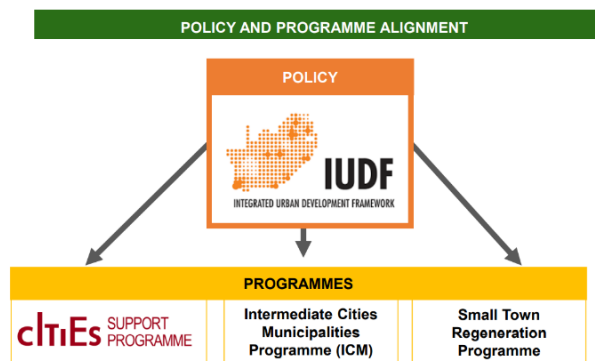 POLICY AND PROGRAMME ALIGNMENT
POLICY
IUDF
INTEGRATED URBAN DEVELOPMENT FRAMEWORK
PROGRAMMES
cITiEs SUPPORT
PROGRAMME
Intermediate Cities
Municipalities
Programme (ICM)
Small Town
Regeneration
Programme